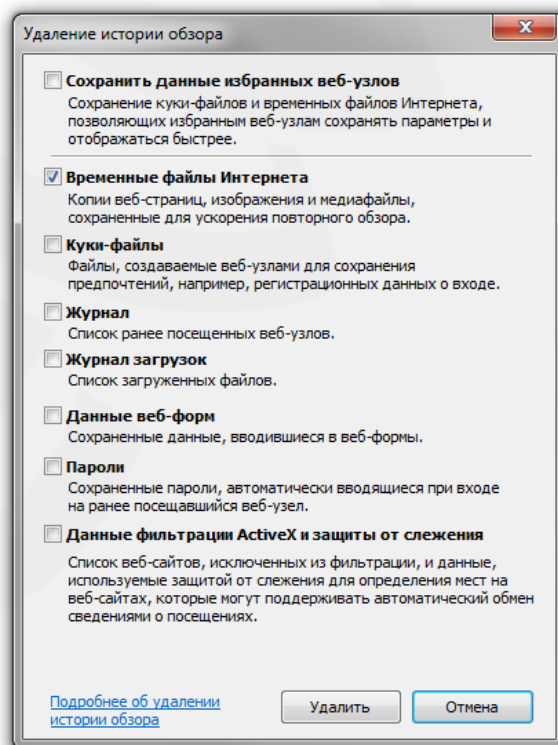 Удаление истории обзора
Сохранить данные избранных веб-узлов
Сохранение куки-файлов и временных файлов Интернета,
позволяющих избранным веб-узлам сохранять параметры и
отображаться быстрее.
Временные файлы Интернета
Копии веб-страниц, изображения и медиафайлы,
сохраненные для ускорения повторного обзора.
Куки-файлы
Файлы, создаваемые веб-узлами для сохранения
предпочтений, например, регистрационных данных о входе.
Журнал
Список ранее посещенных веб-узлов.
Журнал загрузок
Список загруженных файлов.
Данные веб-форм
Сохраненные данные, вводившиеся в веб-формы.
Пароли
Сохраненные пароли, автоматически вводящиеся при входе
на ранее посещавшийся веб-узел.
Данные фильтрации ActiveX и защиты от слежения
Список веб-сайтов, исключенных из фильтрации, и данные,
используемые защитой от слежения для определения мест на
веб-сайтах, которые могут поддерживать автоматический обмен
сведениями о посещениях.
Подробнее об удалении
истории обзора
Удалить
Отмена